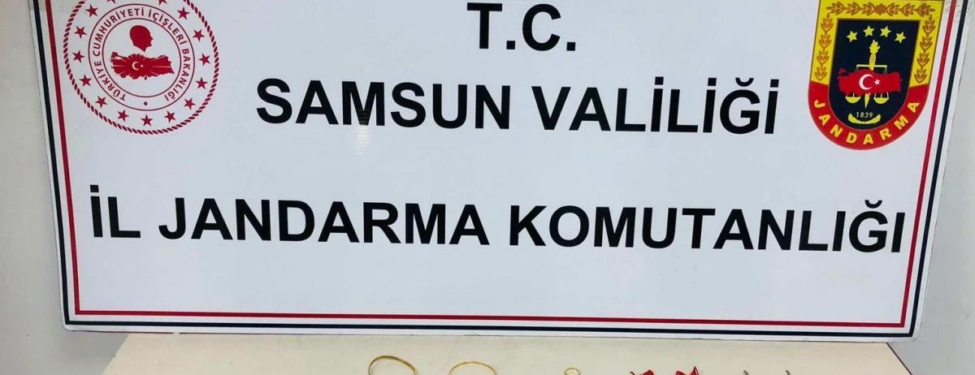 TÜRKİYE CUMHURİYETİ İÇİŞLERİ BAKANLIĞI
T.C.
SAMSUN VALİLİĞİ
1839
JANDARMA
İL JANDARMA KOMUTANLIĞI